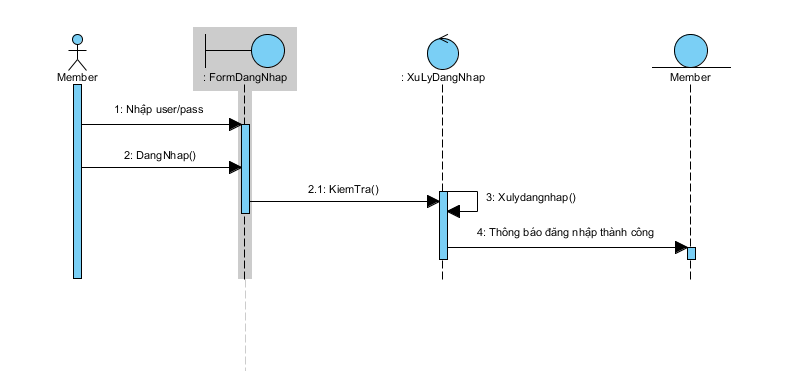 Member
: FormDangNhap
: XuLyDangNhap
Member
1: Nhập user/pass
2: DangNhap()
2.1: KiemTra()
3: Xulydangnhap()
4: Thông báo đăng nhập thành công